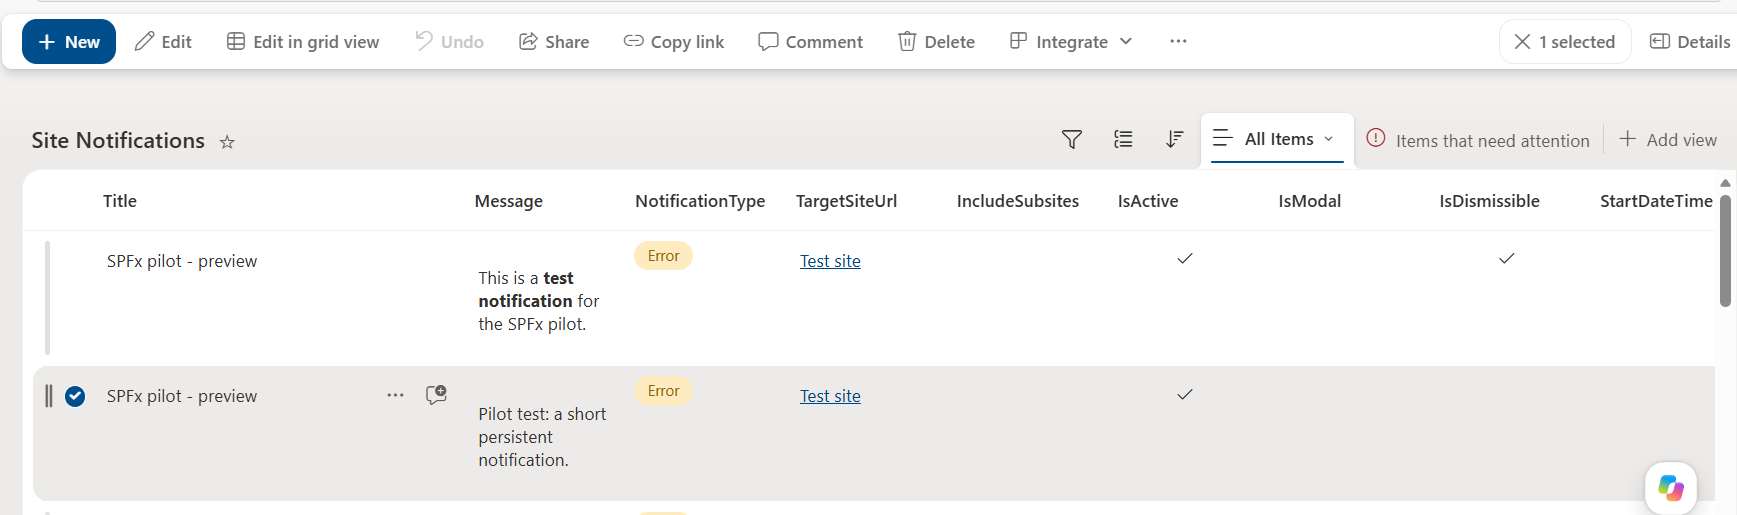 New
Edit
Edit in grid view
Undo
Share
Copy link
Comment
Delete
Integrate
1 selected
Details
Site Notifications
All Items
Items that need attention
Add view
Title
Message
NotificationType
TargetSiteUrl
IncludeSubsites
IsActive
IsModal
IsDismissible
StartDateTime
SPFx pilot - preview
This is a test
notification for
the SPFx pilot.
Error
Test site
SPFx pilot - preview
Pilot test: a short
persistent
notification.
Error
Test site